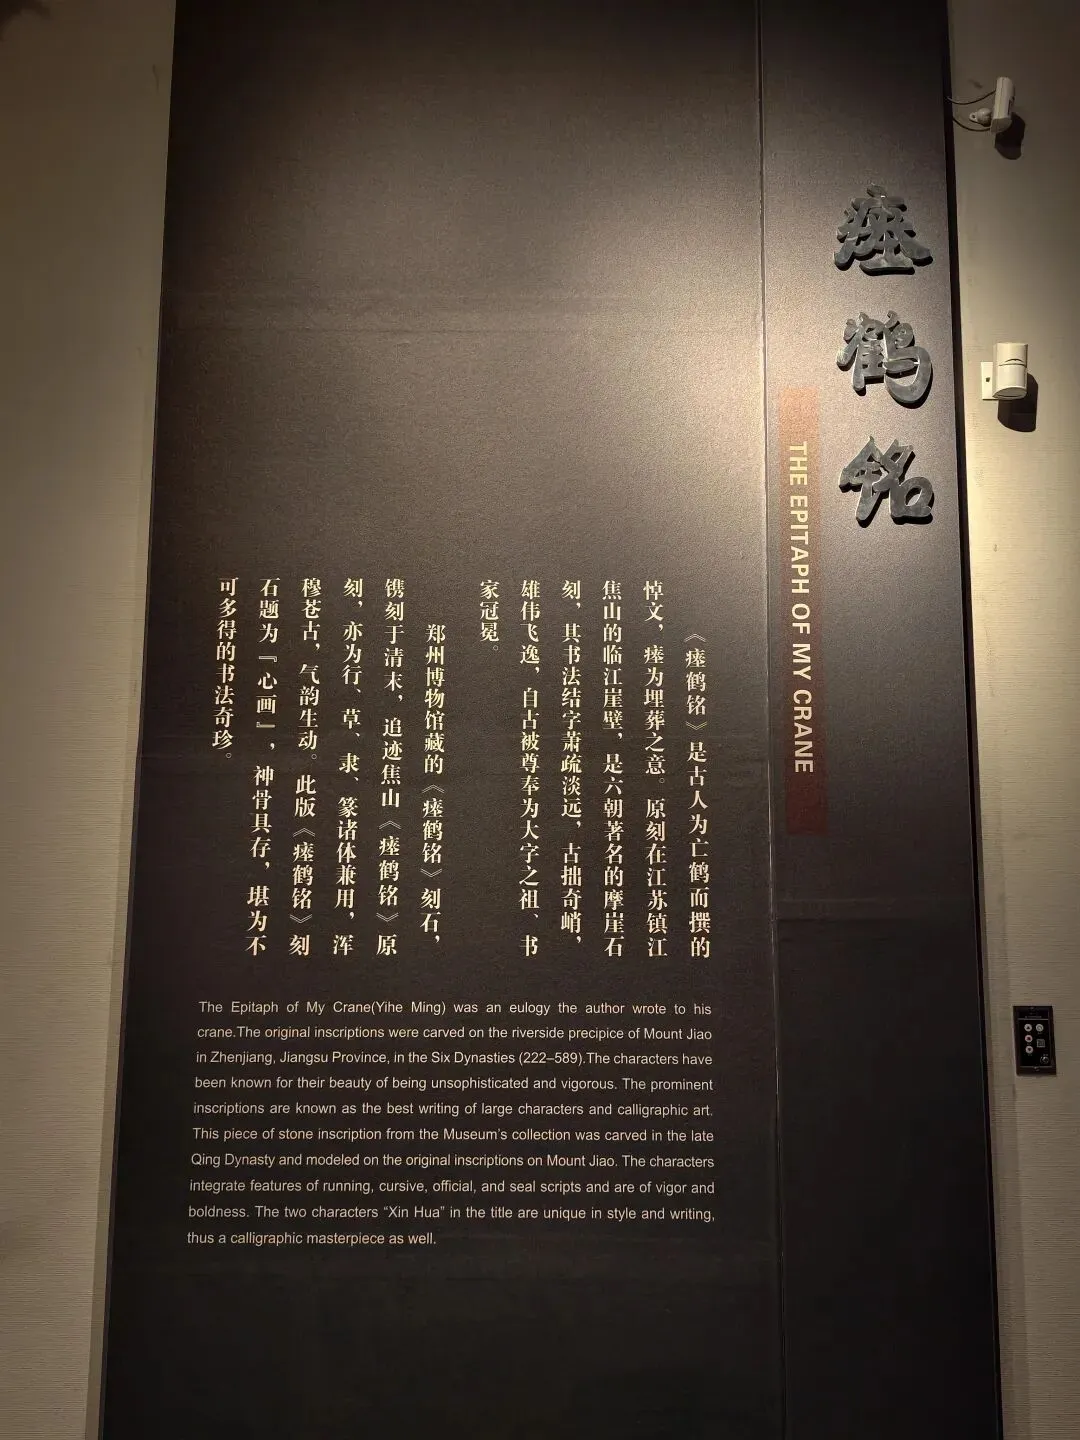 瘗鹤铭
THE EPITAPH OF MY CRANE
《瘗鹤铭》是古人为亡鹤而撰的
悼文，瘗为埋葬之意。原刻在江苏镇江
焦山的临江崖壁，是六朝著名的摩崖石
刻，其书法结字萧疏淡远，古拙奇峭，
雄伟飞逸，自古被尊奉为大字之祖、书
家冠冕。
郑州博物馆藏的《瘗鹤铭》刻石，
镌刻于清末，追迹焦山《瘗鹤铭》原
刻，亦为行、草、隶、篆诸体兼用，浑
穆苍古，气韵生动。此版《瘗鹤铭》刻
石题为『心画』，神骨具存，堪为不
可多得的书法奇珍。
The Epitaph of My Crane(Yihe Ming) was an eulogy the author wrote to his
crane.The original inscriptions were carved on the riverside precipice of Mount Jiao
in Zhenjiang, Jiangsu Province, in the Six Dynasties (222–589).The characters have
been known for their beauty of being unsophisticated and vigorous. The prominent
inscriptions are known as the best writing of large characters and calligraphic art.
This piece of stone inscription from the Museum's collection was carved in the late
Qing Dynasty and modeled on the original inscriptions on Mount Jiao. The characters
integrate features of running, cursive, official, and seal scripts and are of vigor and
boldness. The two characters “Xin Hua” in the title are unique in style and writing,
thus a calligraphic masterpiece as well.